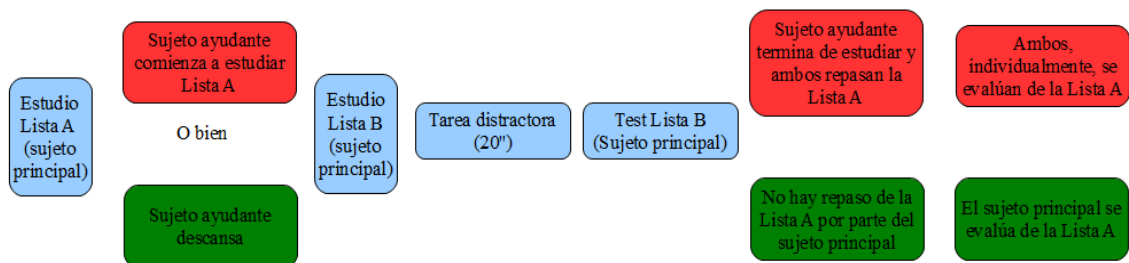 Estudio
Lista A
(sujeto
principal)
Sujeto ayudante
comienza a estudiar
Lista A
O bien
Sujeto ayudante
descansa
Estudio
Lista B
(sujeto
principal)
Tarea distractora
(20")
Test Lista B
(Sujeto principal)
Sujeto ayudante
termina de estudiar y
ambos repasan la
Lista A
No hay repaso de la
Lista A por parte del
sujeto principal
Ambos,
individualmente, se
evalúan de la Lista A
El sujeto principal se
evalúa de la Lista A